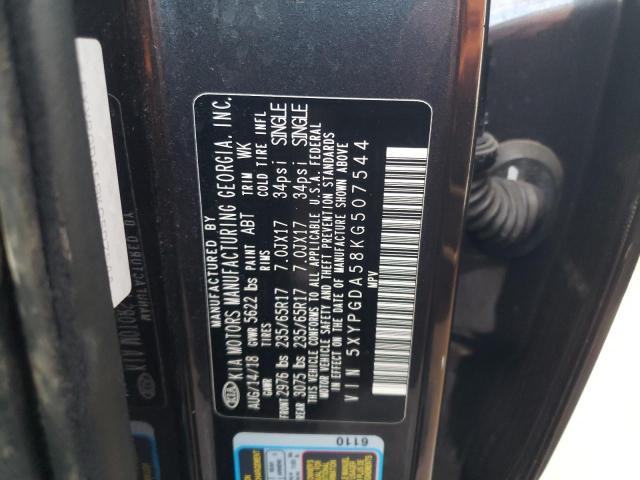 MANUFACTURED BY
KIA KIA MOTORS MANUFACTURING GEORGIA, INC.
AUG/14/18 GVWR 5622 lbs PAINT ABT TRIM WK
GAWR TIRES RIMS COLD TIRE INFL
FRONT 2976 lbs 235/65R17 7.0JX17 34psi SINGLE
REAR 3075 lbs 235/65R17 7.0JX17 34psi SINGLE
THIS VEHICLE CONFORMS TO ALL APPLICABLE U.S.A. FEDERAL
MOTOR VEHICLE SAFETY AND THEFT PREVENTION STANDARDS
IN EFFECT ON THE DATE OF MANUFACTURE SHOWN ABOVE
VIN 5XYPGDA58KG507544
MPV
6110